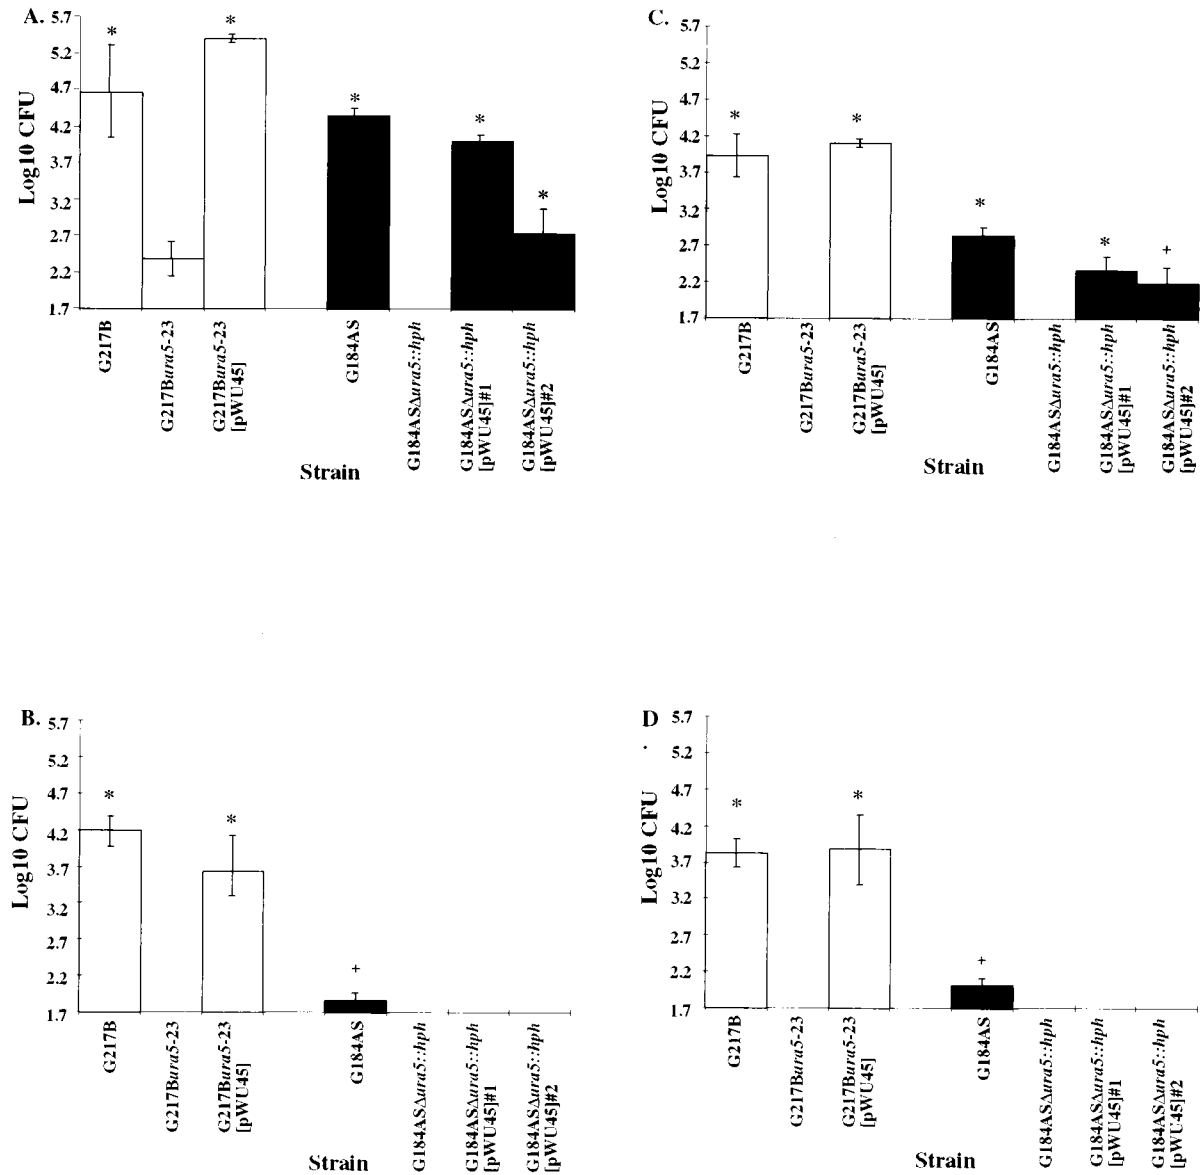 A.
5.7
5.2
4.7
4.2
3.7
3.2
2.7
2.2
1.7
Log10 CFU
*
*
*
*
*
G217B
G217Bura5-23
G217Bura5-23
[pWU45]
G184AS
G184ASΔura5::hph
G184ASΔura5::hph
[pWU45]#1
G184ASΔura5::hph
[pWU45]#2
Strain
C.
5.7
5.2
4.7
4.2
3.7
3.2
2.7
2.2
1.7
Log10 CFU
*
*
*
*
+
G217B
G217Bura5-23
G217Bura5-23
[pWU45]
G184AS
G184ASΔura5::hph
G184ASΔura5::hph
[pWU45]#1
G184ASΔura5::hph
[pWU45]#2
Strain
B.
5.7
5.2
4.7
4.2
3.7
3.2
2.7
2.2
1.7
Log10 CFU
*
*
+
G217B
G217Bura5-23
G217Bura5-23
[pWU45]
G184AS
G184ASΔura5::hph
G184ASΔura5::hph
[pWU45]#1
G184ASΔura5::hph
[pWU45]#2
Strain
D.
5.7
5.2
4.7
4.2
3.7
3.2
2.7
2.2
1.7
Log10 CFU
*
*
+
G217B
G217Bura5-23
G217Bura5-23
[pWU45]
G184AS
G184ASΔura5::hph
G184ASΔura5::hph
[pWU45]#1
G184ASΔura5::hph
[pWU45]#2
Strain